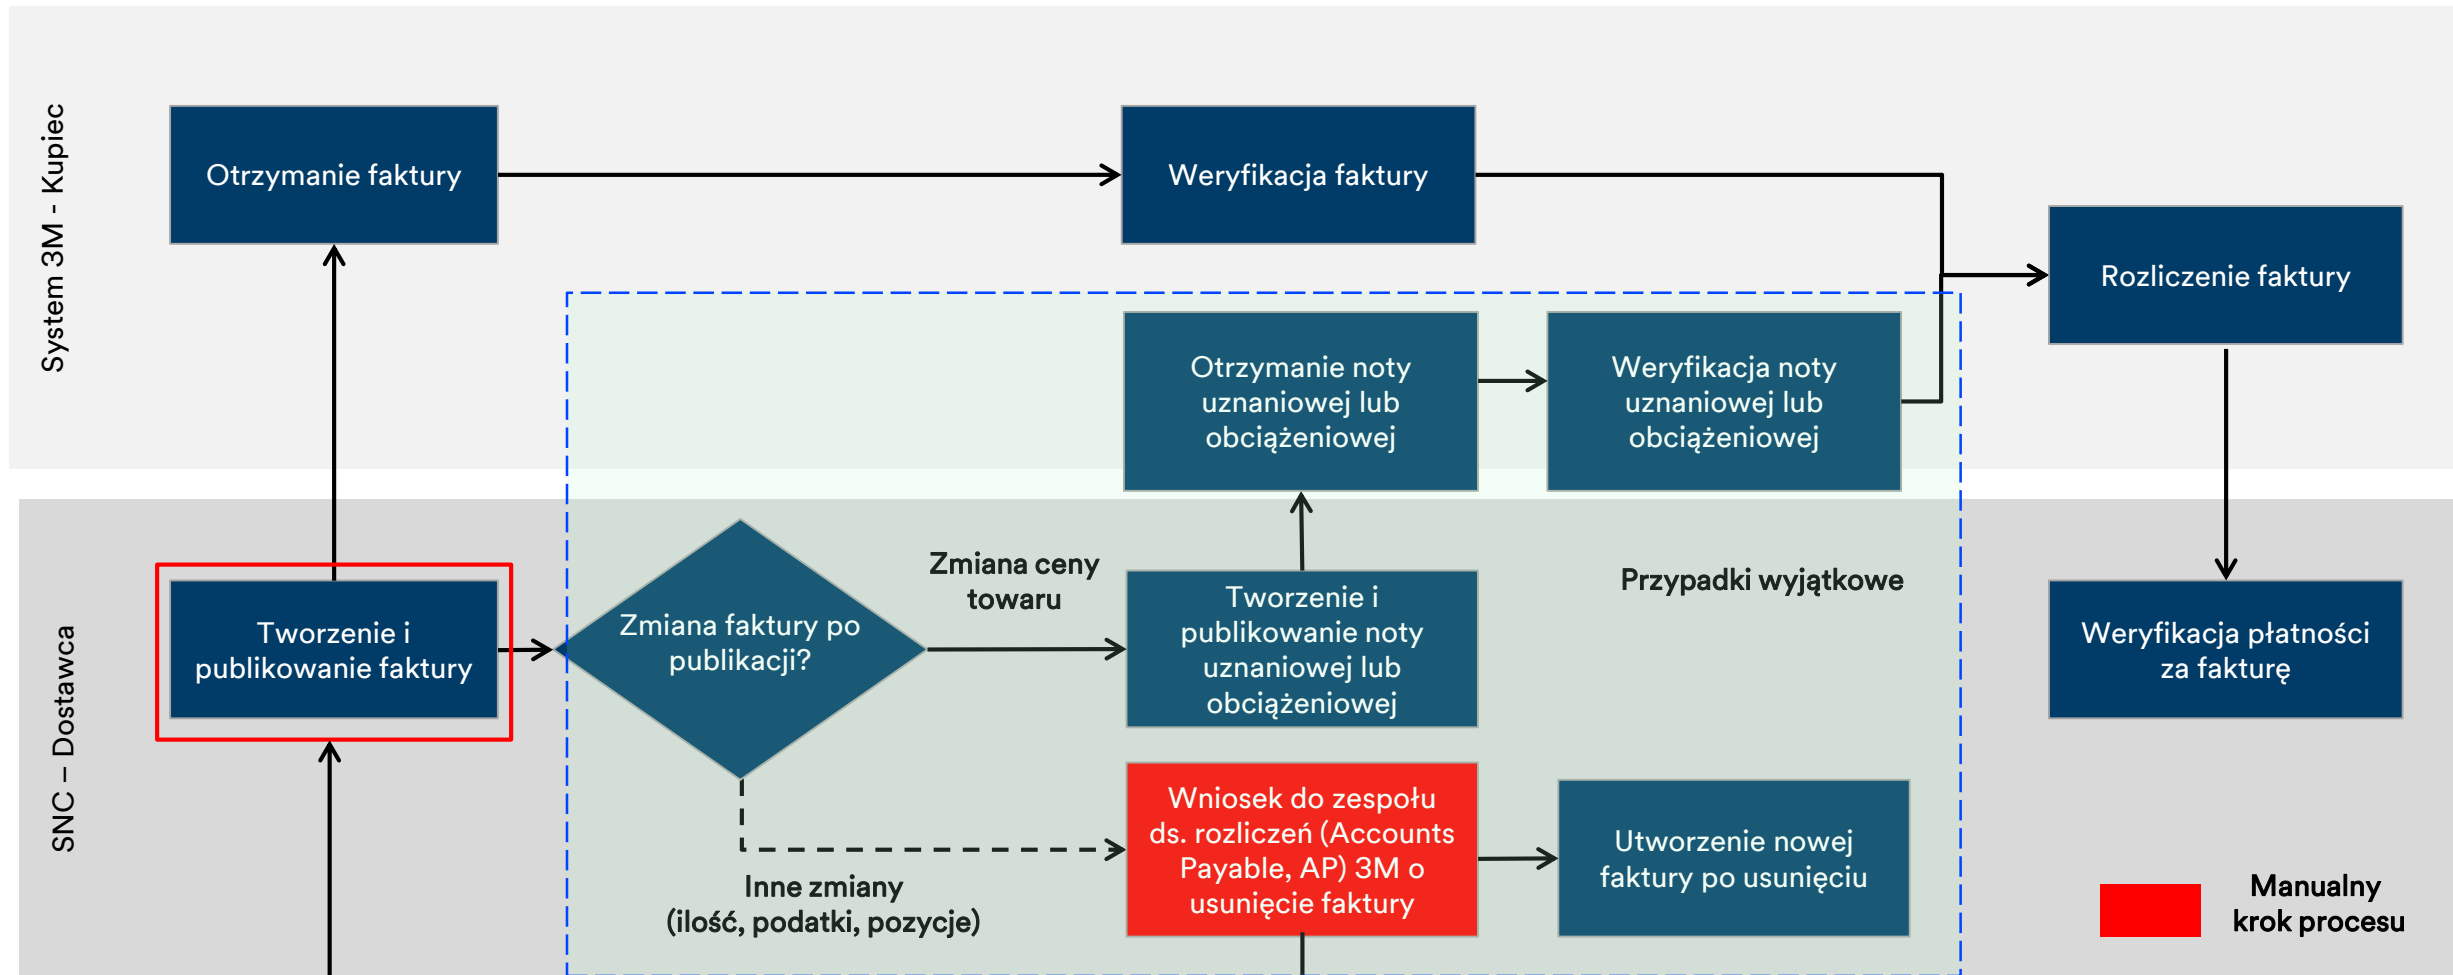 System 3M - Kupiec
Otrzymanie faktury
Weryfikacja faktury
Rozliczenie faktury
Otrzymanie noty
uznaniowej lub
obciążeniowej
Weryfikacja noty
uznaniowej lub
obciążeniowej
SNC – Dostawca
Tworzenie i
publikowanie faktury
Zmiana faktury po
publikacji?
Zmiana ceny
towaru
Tworzenie i
publikowanie noty
uznaniowej lub
obciążeniowej
Przypadki wyjątkowe
Weryfikacja płatności
za fakturę
Inne zmiany
(ilość, podatki, pozycje)
Wniosek do zespołu
ds. rozliczeń (Accounts
Payable, AP) 3M o
usunięcie faktury
Utworzenie nowej
faktury po usunięciu
Manualny
krok procesu